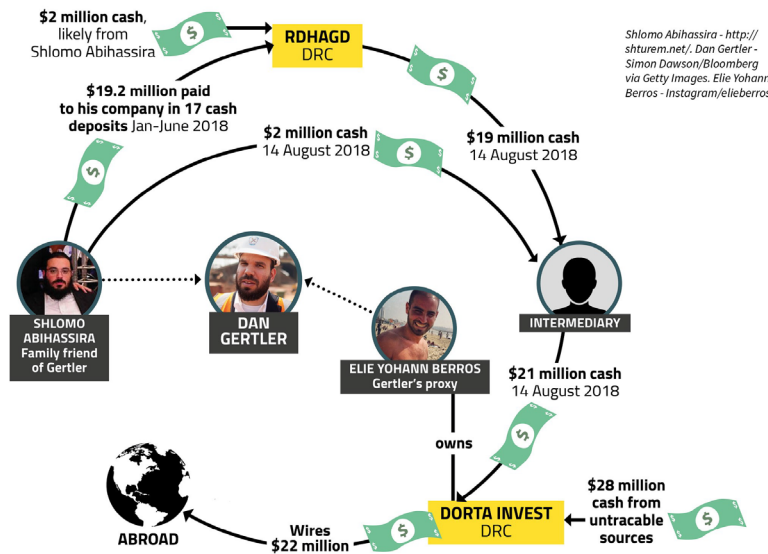 $2 million cash,
likely from
Shlomo Abihassira
RDHAGD
DRC
Shlomo Abihassira - http://
shturem.net/. Dan Gertler -
Simon Dawson/Bloomberg
via Getty Images. Elie Yohann
Berros - Instagram/elieberros
$19.2 million paid
to his company in 17 cash
deposits Jan-June 2018
$2 million cash
14 August 2018
$19 million cash
14 August 2018
SHLOMO
ABIHASSIRA
Family friend
of Gertler
DAN
GERTLER
ELIE YOHANN BERROS
Gertler's proxy
INTERMEDIARY
$21 million cash
14 August 2018
owns
DORTA INVEST
DRC
$28 million
cash from
untracable
sources
Wires
$22 million
ABROAD